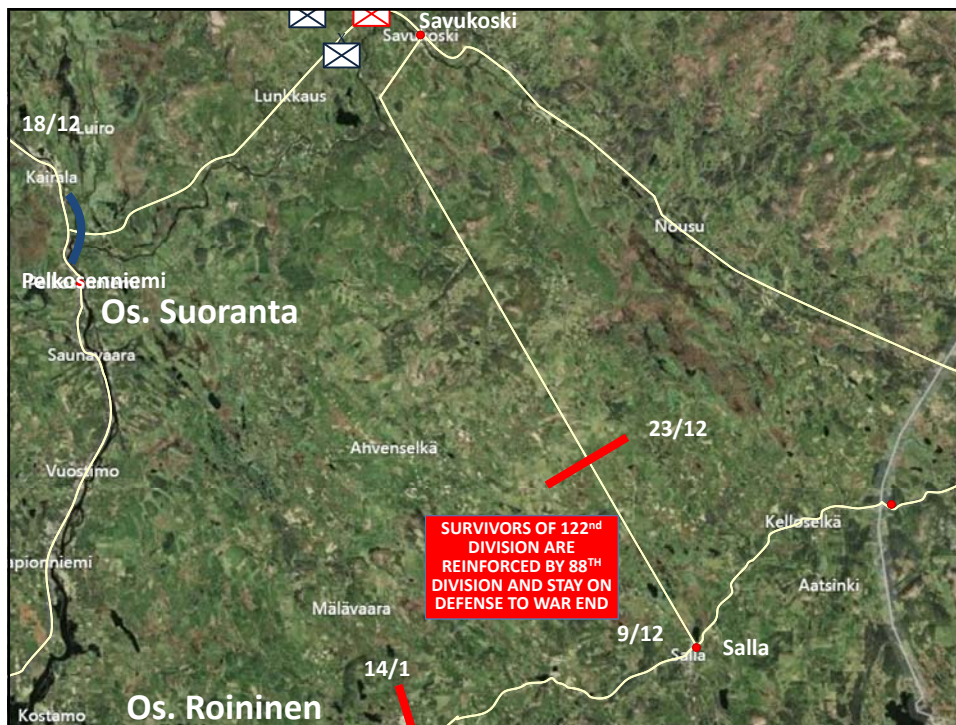 Savukoski
Savukoski
Lunkkaus
18/12
Luiro
Kairala
Nousu
Pelkosenniemi
Os. Suoranta
Saunavaara
23/12
Ahvenselkä
Vuostimo
SURVIVORS OF 122nd
DIVISION ARE
REINFORCED BY 88TH
DIVISION AND STAY ON
DEFENSE TO WAR END
Kelloselkä
apionniemi
Aatsinki
Mälävaara
9/12
Salla
Salla
14/1
Os. Roininen
Kostamo